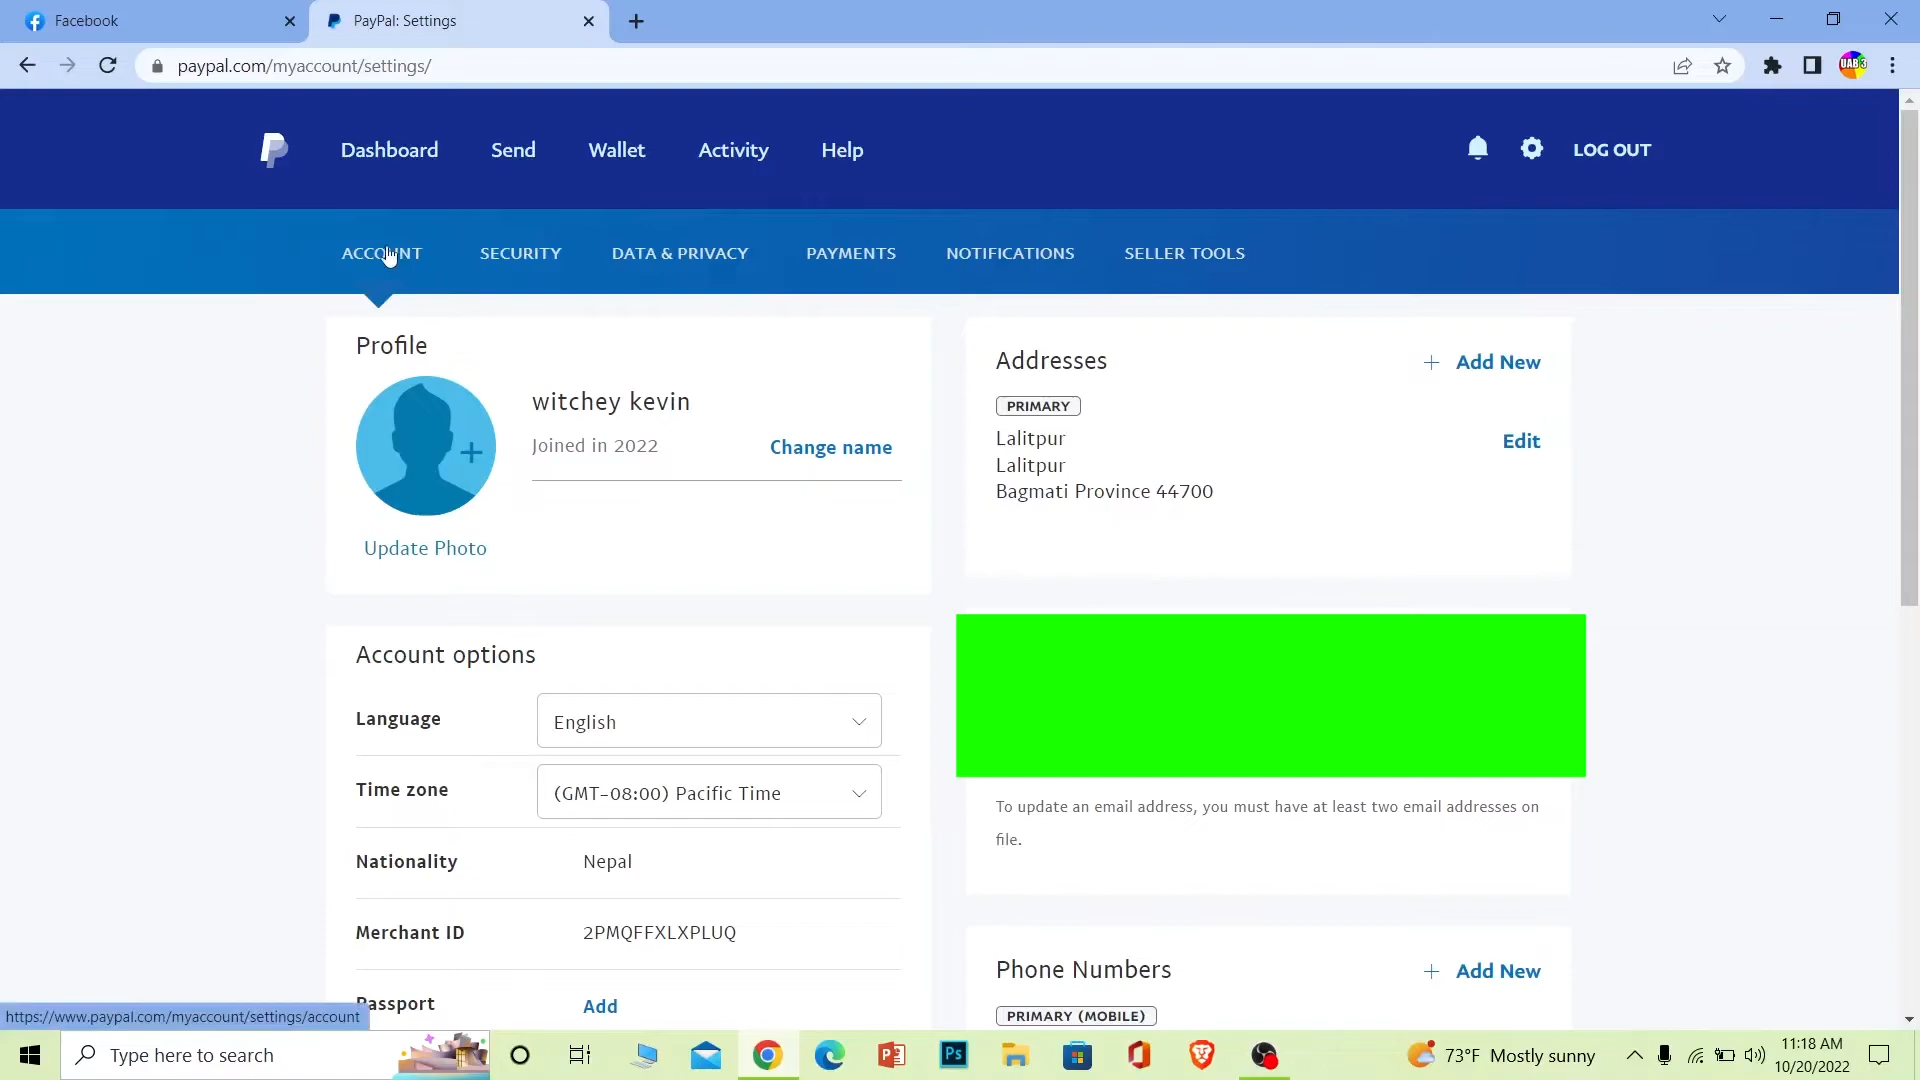 Facebook
PayPal: Settings
paypal.com/myaccount/settings/
UAB 3
Dashboard
Send
Wallet
Activity
Help
LOG OUT
ACCOUNT
SECURITY
DATA & PRIVACY
PAYMENTS
NOTIFICATIONS
SELLER TOOLS
Profile
witchey kevin
Joined in 2022
Change name
Update Photo
Addresses
Add New
PRIMARY
Lalitpur
Edit
Lalitpur
Bagmati Province 44700
Account options
Language
English
Time zone
(GMT-08:00) Pacific Time
Nationality
Nepal
Merchant ID
2PMQFFXLXPLUQ
Passport
Add
To update an email address, you must have at least two email addresses on
file.
Phone Numbers
Add New
PRIMARY (MOBILE)
https://www.paypal.com/myaccount/settings/account
Type here to search
Ps
73°F Mostly sunny
11:18 AM
10/20/2022